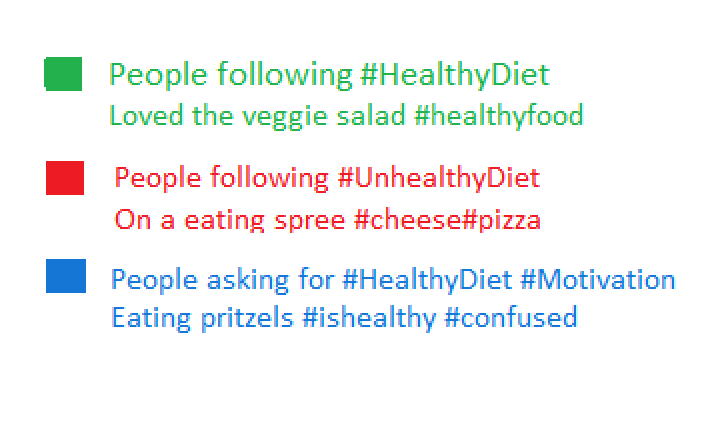 People following #HealthyDiet
Loved the veggie salad #healthyfood
People following #UnhealthyDiet
On a eating spree #cheese#pizza
People asking for #HealthyDiet #Motivation
Eating pritzels #ishealthy #confused